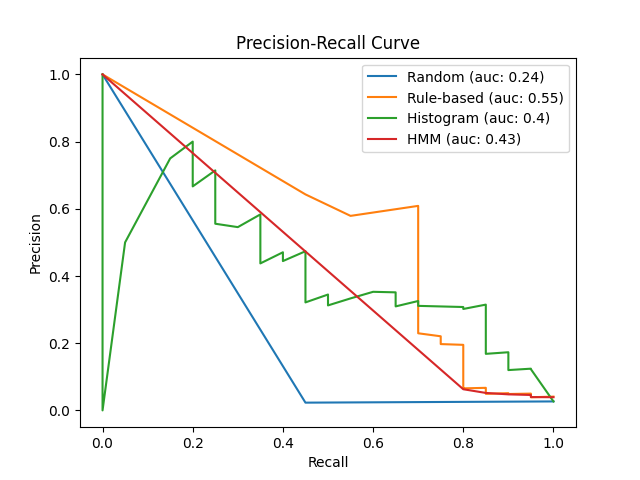 Precision-Recall Curve
Random (auc: 0.24)
Rule-based (auc: 0.55)
Histogram (auc: 0.4)
HMM (auc: 0.43)
1.0
0.8
0.6
0.4
0.2
0.0
Precision
0.0 0.2 0.4 0.6 0.8 1.0
Recall